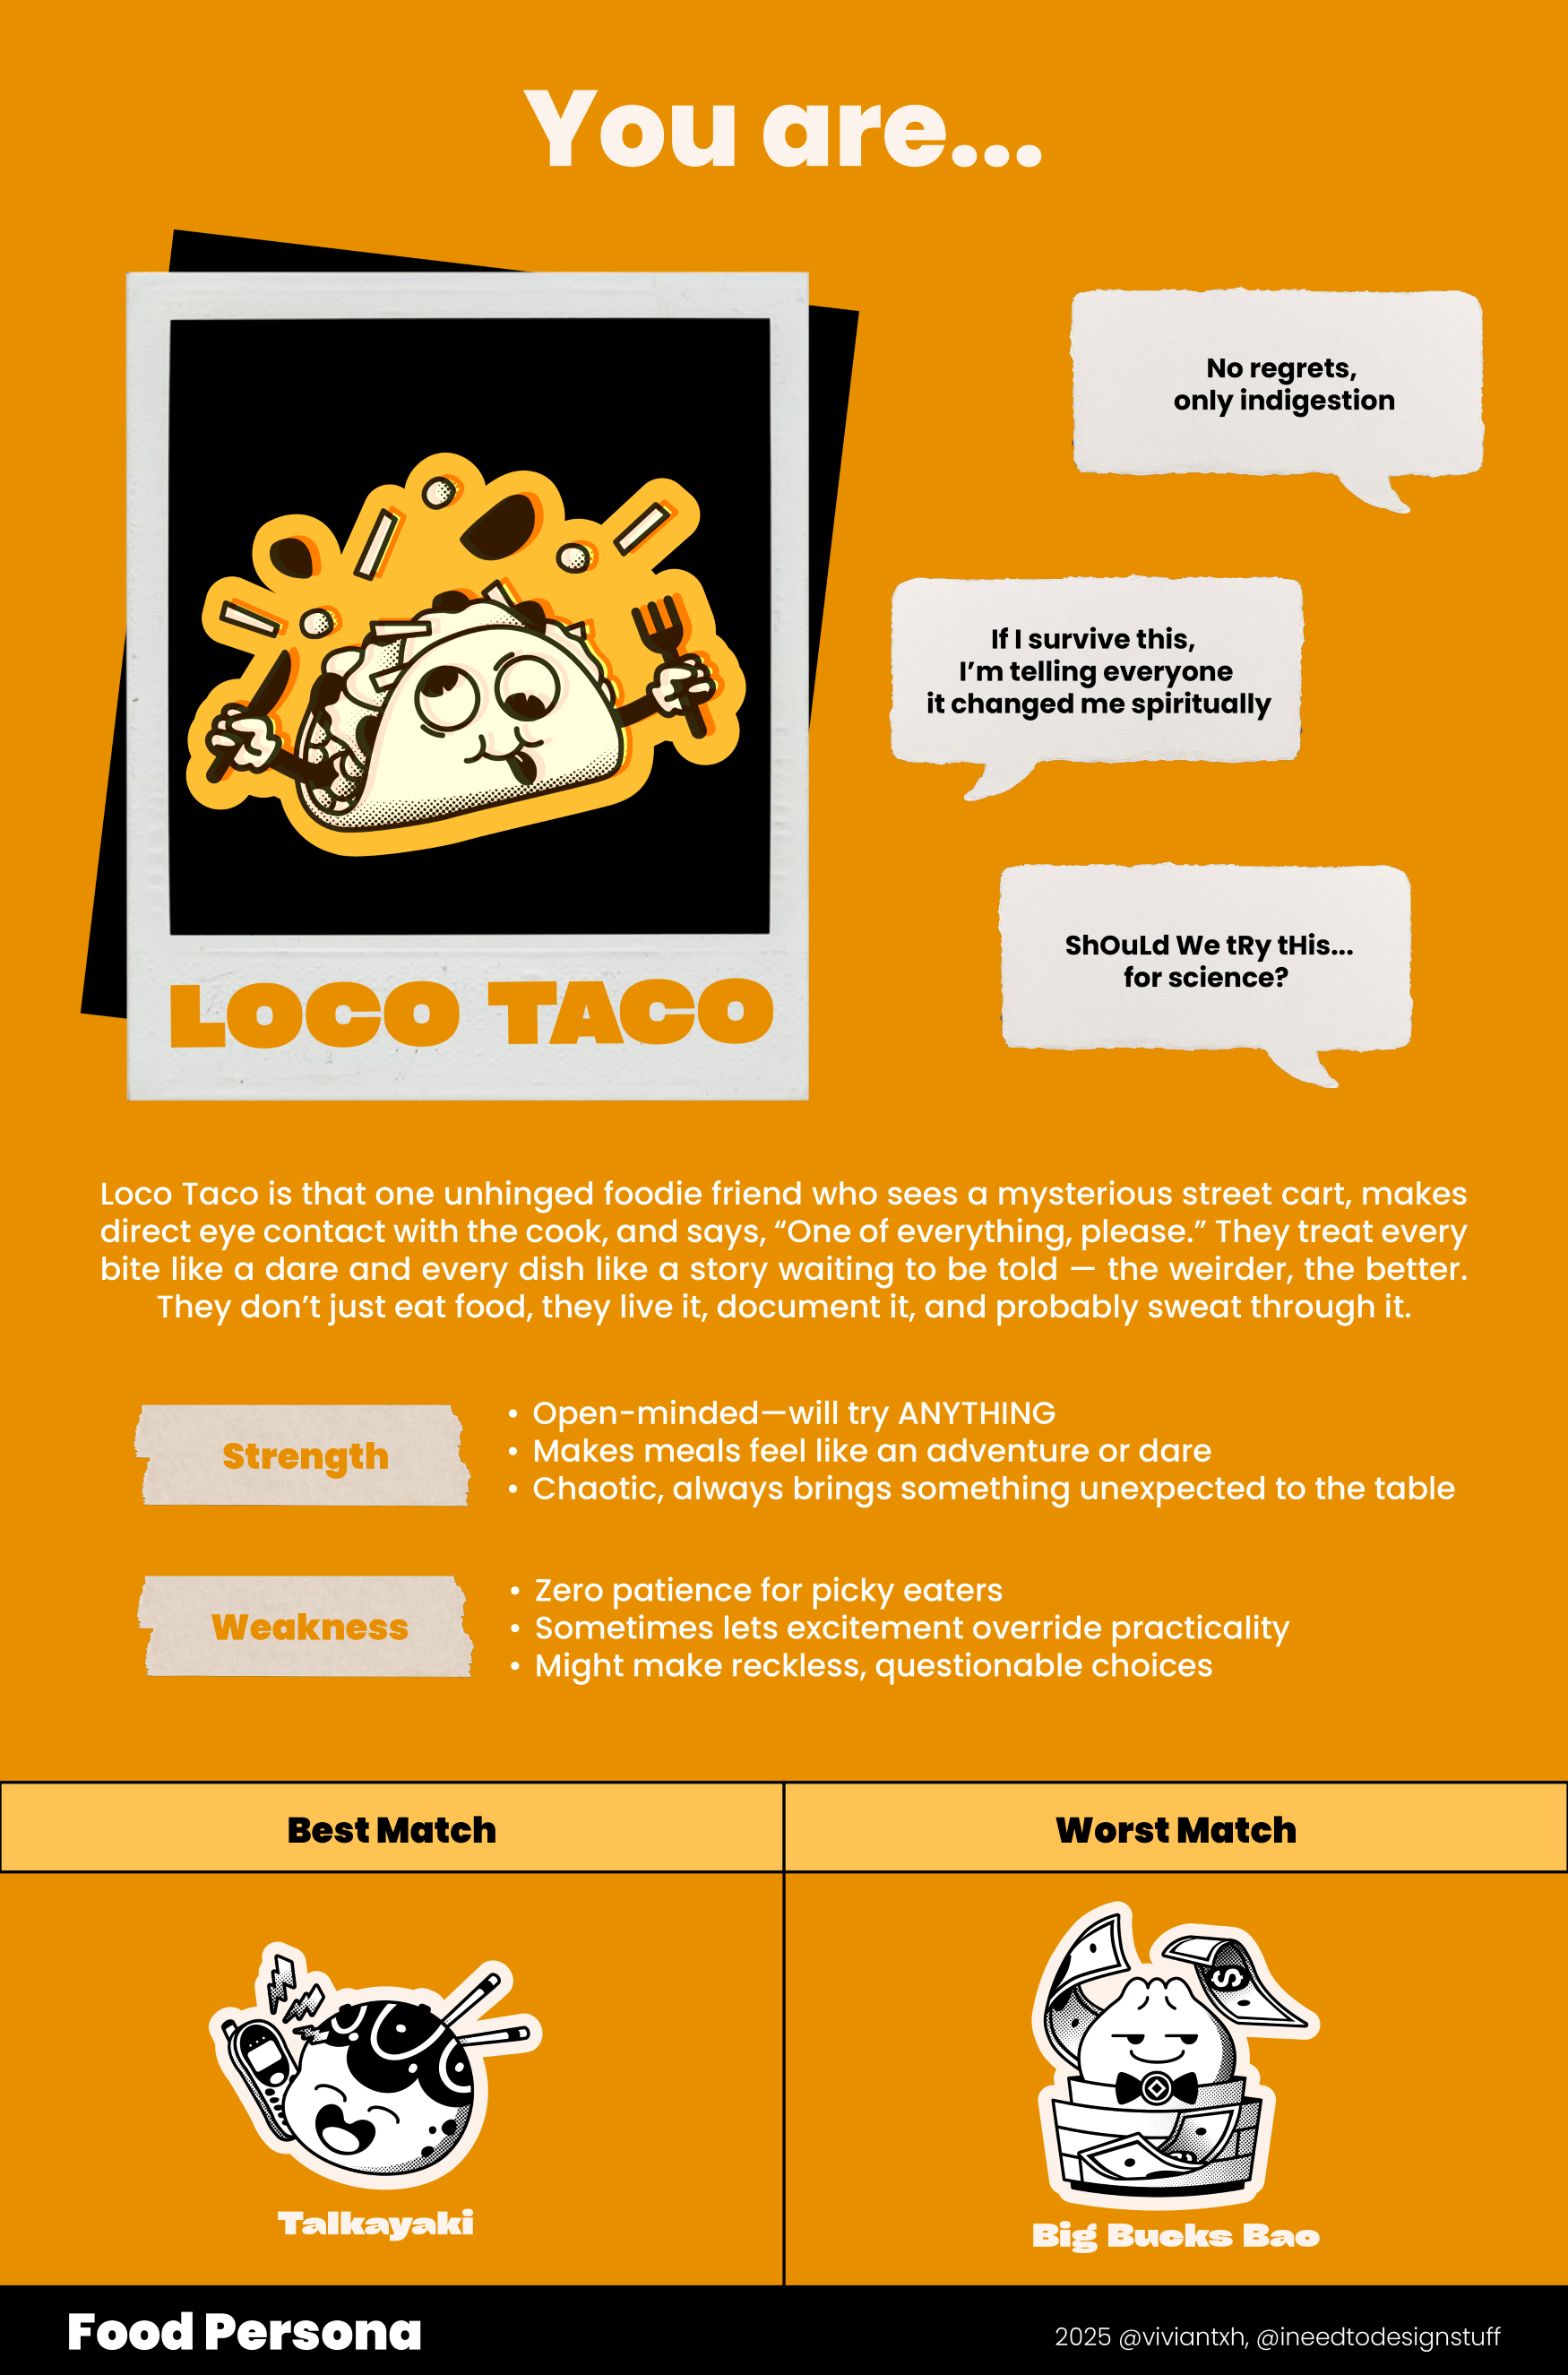 You are...
No regrets,
only indigestion
If I survive this,
I’m telling everyone
it changed me spiritually
ShOuLd We tRy tHis...
for science?
LOCO TACO
Loco Taco is that one unhinged foodie friend who sees a mysterious street cart, makes
direct eye contact with the cook, and says, “One of everything, please.” They treat every
bite like a dare and every dish like a story waiting to be told — the weirder, the better.
They don’t just eat food, they live it, document it, and probably sweat through it.
Strength
• Open-minded—will try ANYTHING
• Makes meals feel like an adventure or dare
• Chaotic, always brings something unexpected to the table
Weakness
• Zero patience for picky eaters
• Sometimes lets excitement override practicality
• Might make reckless, questionable choices
Best Match
Worst Match
$
Talkayaki
Big Bucks Bao
Food Persona
2025 @viviantxh, @ineedtodesignstuff